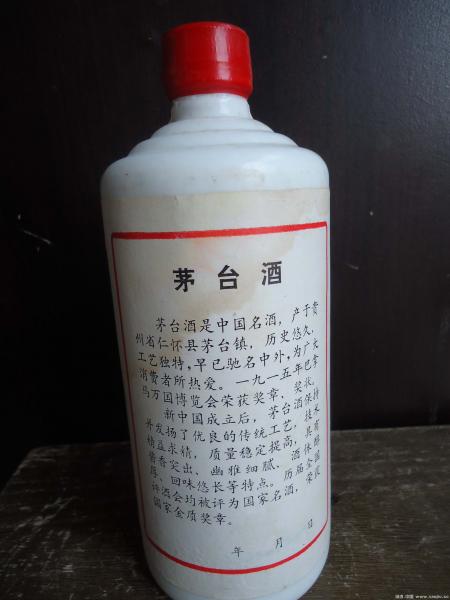 茅台酒
茅台酒是中国名酒，产于贵
州省仁怀县茅台镇，历史悠久，
工艺独特，早已驰名中外，为广大
消费者所热爱。一九一五年巴拿
马万国博览会荣获奖章、奖状。
新中国成立后，茅台酒保持
并发扬了优良的传统工艺，技术
精益求精，质量稳定提高，具有
酱香突出、幽雅细腻、酒体醇
厚、回味悠长等特点。历届全国
评酒会均被评为国家名酒，荣获
国家金质奖章。
年 月 日